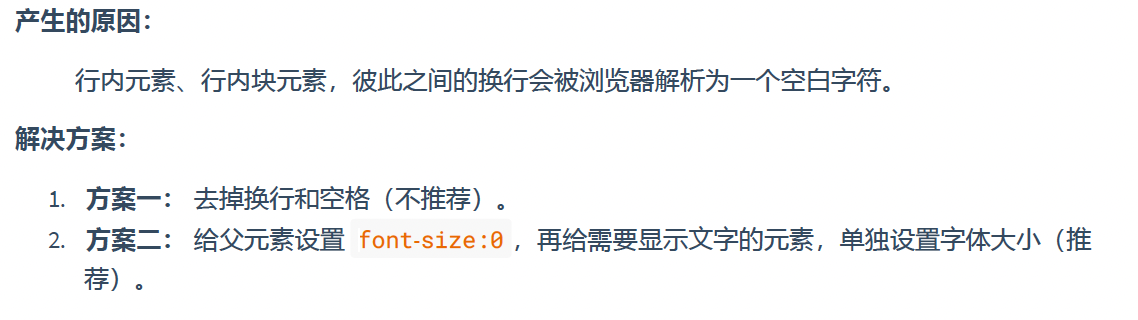 产生的原因：
行内元素、行内块元素，彼此之间的换行会被浏览器解析为一个空白字符。
解决方案：
1. 方案一： 去掉换行和空格（不推荐）。
2. 方案二： 给父元素设置 font-size:0，再给需要显示文字的元素，单独设置字体大小（推
荐）。